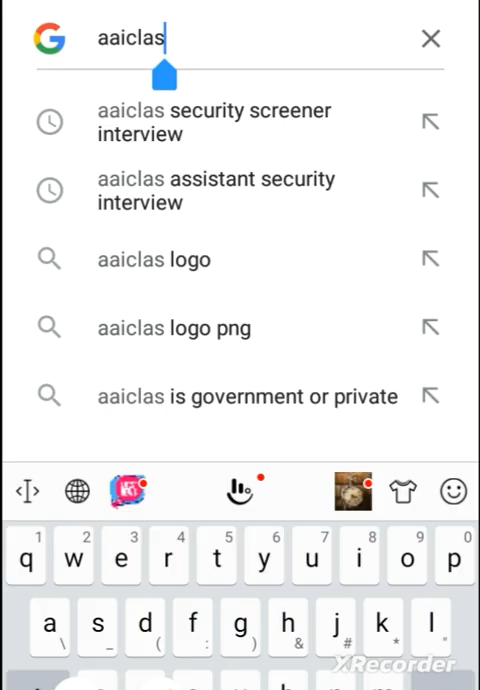 aaiclas
aaiclas security screener
interview
aaiclas assistant security
interview
aaiclas logo
aaiclas logo png
aaiclas is government or private
1 2 3 4 5 6 7 8 9 0
q w e r t y u i o p
a s d f g h j k l
\ _ ( : ) & # * "
XRecorder